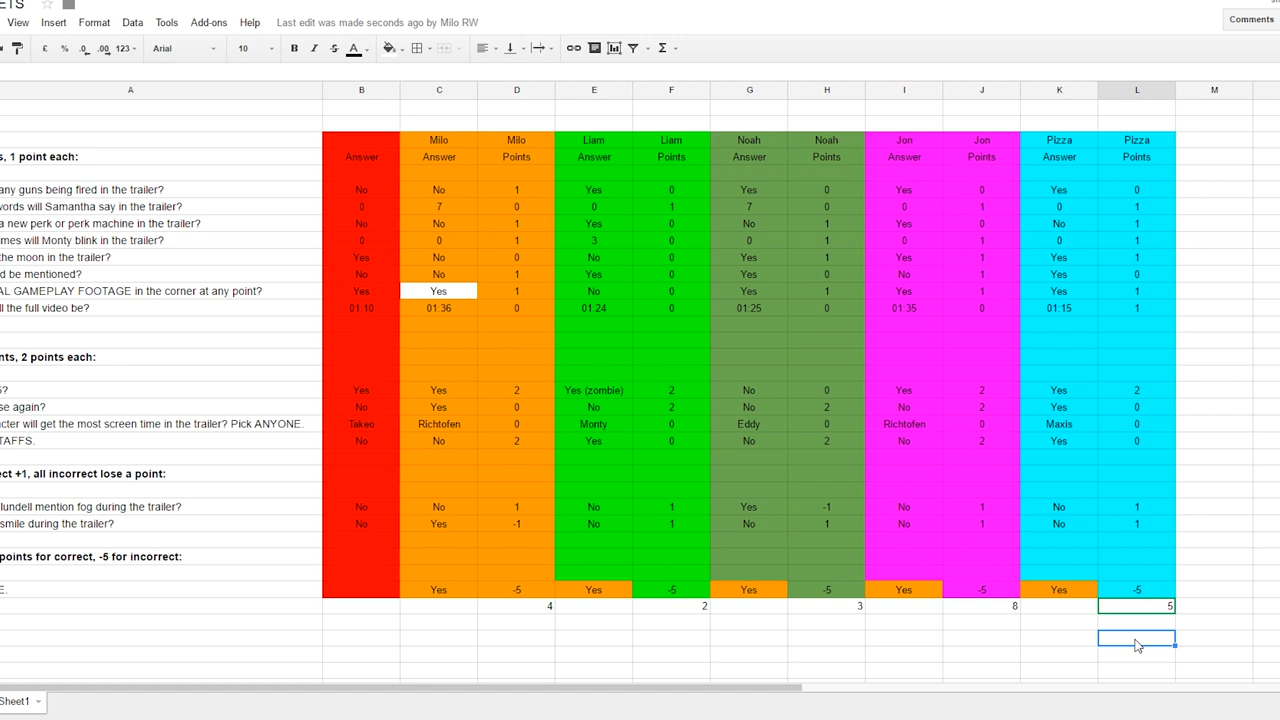 ETS
View Insert Format Data Tools Add-ons Help Last edit was made seconds ago by Milo RW
Comments
£ % .0 .00 123 Arial 10 B I S A Σ
A B C D E F G H I J K L M
Milo Milo Liam Liam Noah Noah Jon Jon Pizza Pizza
s, 1 point each: Answer Answer Points Answer Points Answer Points Answer Points Answer Points
any guns being fired in the trailer? No No 1 Yes 0 Yes 0 Yes 0 Yes 0
words will Samantha say in the trailer? 0 7 0 0 1 7 0 0 1 0 1
a new perk or perk machine in the trailer? No No 1 Yes 0 No 1 Yes 0 No 1
mes will Monty blink in the trailer? 0 0 1 3 0 0 1 0 1 0 1
the moon in the trailer? Yes No 0 No 0 Yes 1 Yes 1 Yes 1
d be mentioned? No No 1 Yes 0 Yes 0 No 1 Yes 0
AL GAMEPLAY FOOTAGE in the corner at any point? Yes Yes 1 No 0 Yes 1 Yes 1 Yes 1
ll the full video be? 01:10 01:36 0 01:24 0 01:25 0 01:35 0 01:15 1
nts, 2 points each:
5? Yes Yes 2 Yes (zombie) 2 No 0 Yes 2 Yes 2
se again? No Yes 0 No 2 No 2 No 2 Yes 0
cter will get the most screen time in the trailer? Pick ANYONE. Takeo Richtofen 0 Monty 0 Eddy 0 Richtofen 0 Maxis 0
TAFFS. No No 2 Yes 0 No 2 No 2 Yes 0
ect +1, all incorrect lose a point:
lundell mention fog during the trailer? No No 1 No 1 Yes -1 No 1 No 1
smile during the trailer? No Yes -1 No 1 No 1 No 1 No 1
points for correct, -5 for incorrect:
E. Yes -5 Yes -5 Yes -5 Yes -5 Yes -5
4 2 3 8 5
Sheet1